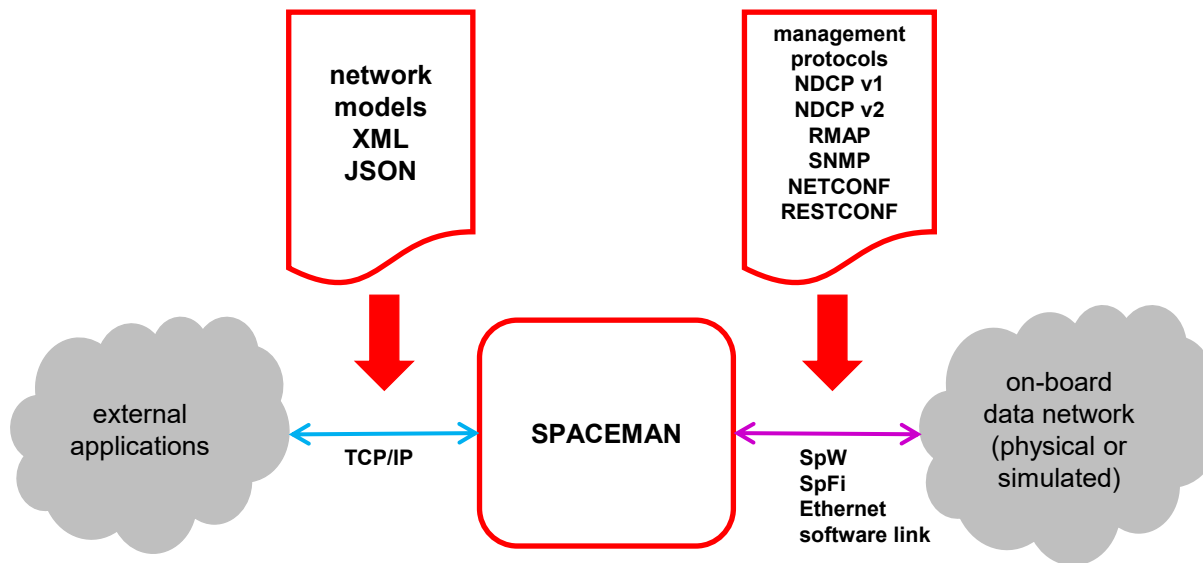 network
models
XML
JSON
management
protocols
NDCP v1
NDCP v2
RMAP
SNMP
NETCONF
RESTCONF
external
applications
TCP/IP
SPACEMAN
SpW
SpFi
Ethernet
software link
on-board
data network
(physical or
simulated)